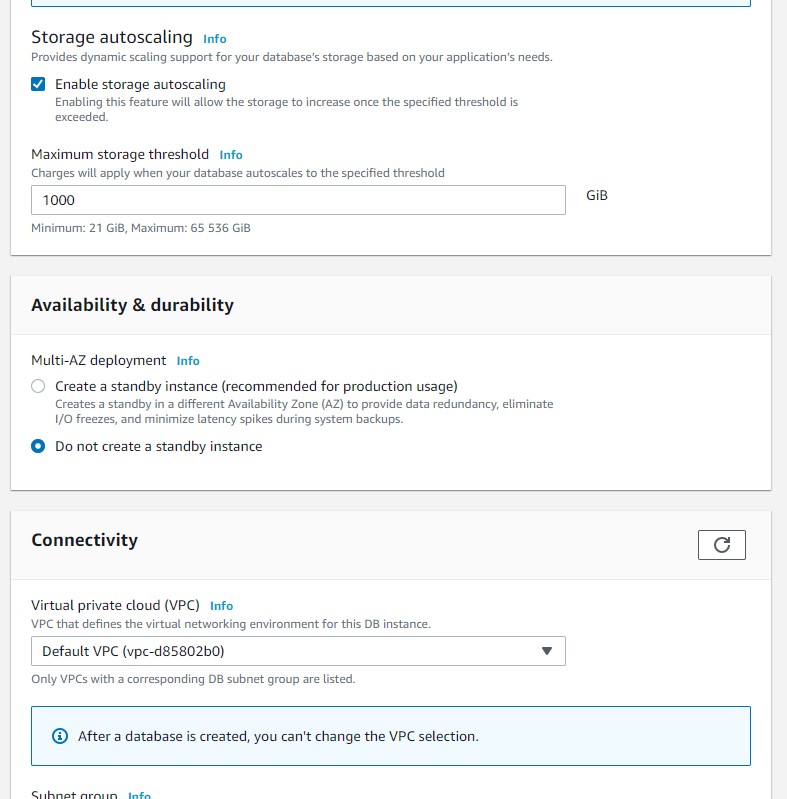 Storage autoscaling Info
Provides dynamic scaling support for your database's storage based on your application's needs.
Enable storage autoscaling
Enabling this feature will allow the storage to increase once the specified threshold is
exceeded.
Maximum storage threshold Info
Charges will apply when your database autoscales to the specified threshold
1000 GiB
Minimum: 21 GiB, Maximum: 65 536 GiB
Availability & durability
Multi-AZ deployment Info
Create a standby instance (recommended for production usage)
Creates a standby in a different Availability Zone (AZ) to provide data redundancy, eliminate
I/O freezes, and minimize latency spikes during system backups.
Do not create a standby instance
Connectivity
Virtual private cloud (VPC) Info
VPC that defines the virtual networking environment for this DB instance.
Default VPC (vpc-d85802b0)
Only VPCs with a corresponding DB subnet group are listed.
After a database is created, you can't change the VPC selection.
Subnet group Info